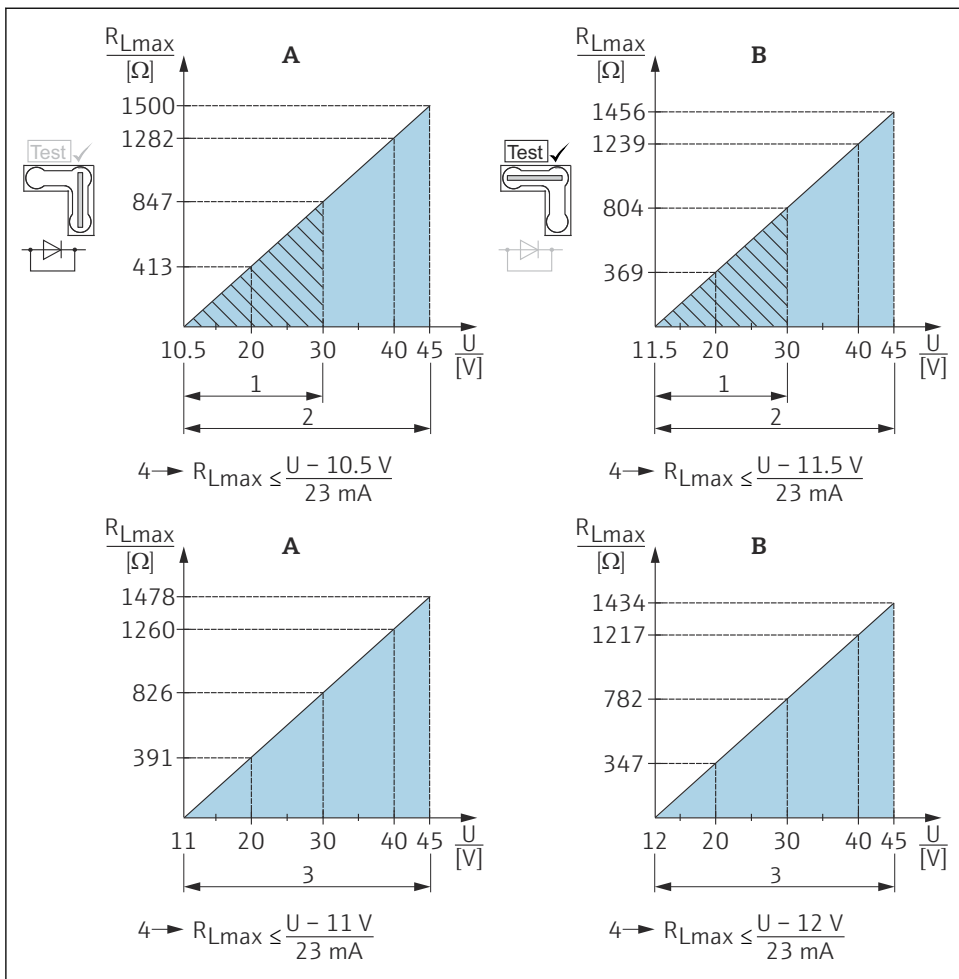 RLmax
[Ω]
A
1500
1282
847
413
Test
10.5 20 30 40 45 U
[V]
1
2
4 RLmax ≤ U – 10.5 V
23 mA
RLmax
[Ω]
B
1456
1239
804
369
Test
11.5 20 30 40 45 U
[V]
1
2
4 RLmax ≤ U – 11.5 V
23 mA
RLmax
[Ω]
A
1478
1260
826
391
11 20 30 40 45 U
[V]
3
4 RLmax ≤ U – 11 V
23 mA
RLmax
[Ω]
B
1434
1217
782
347
12 20 30 40 45 U
[V]
3
4 RLmax ≤ U – 12 V
23 mA